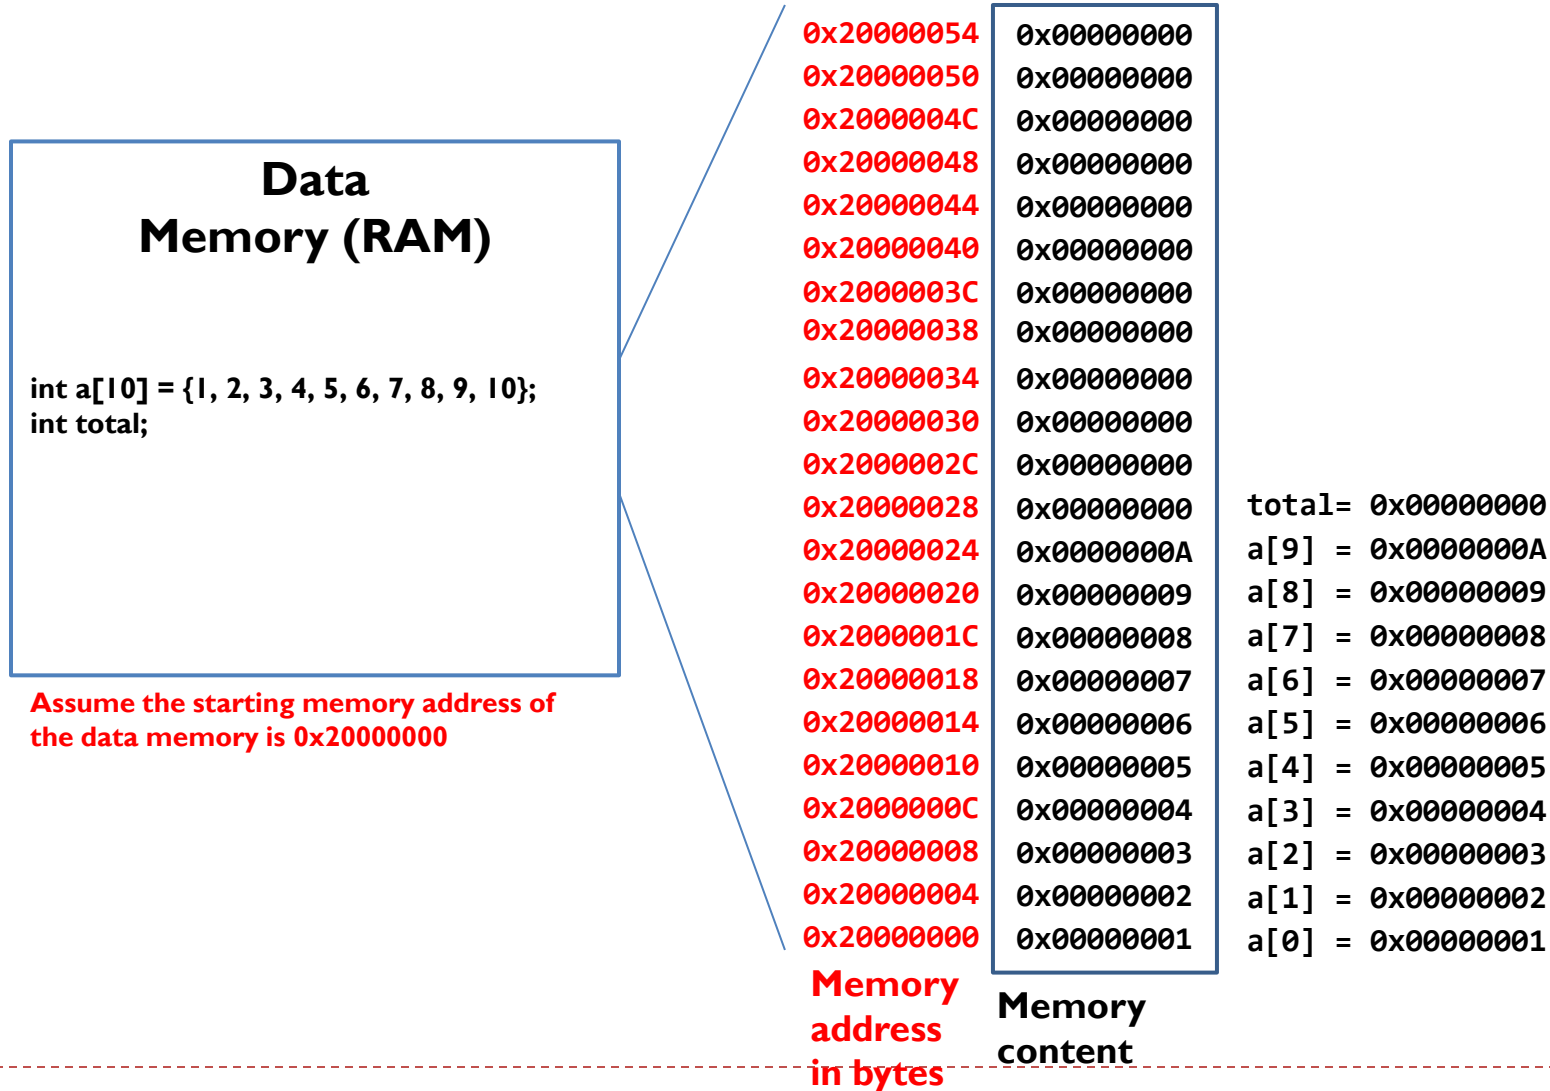 Data
Memory (RAM)
int a[10] = {1, 2, 3, 4, 5, 6, 7, 8, 9, 10};
int total;
Assume the starting memory address of
the data memory is 0x20000000
0x20000054 0x00000000
0x20000050 0x00000000
0x2000004C 0x00000000
0x20000048 0x00000000
0x20000044 0x00000000
0x20000040 0x00000000
0x2000003C 0x00000000
0x20000038 0x00000000
0x20000034 0x00000000
0x20000030 0x00000000
0x2000002C 0x00000000
0x20000028 0x00000000 total= 0x00000000
0x20000024 0x0000000A a[9] = 0x0000000A
0x20000020 0x00000009 a[8] = 0x00000009
0x2000001C 0x00000008 a[7] = 0x00000008
0x20000018 0x00000007 a[6] = 0x00000007
0x20000014 0x00000006 a[5] = 0x00000006
0x20000010 0x00000005 a[4] = 0x00000005
0x2000000C 0x00000004 a[3] = 0x00000004
0x20000008 0x00000003 a[2] = 0x00000003
0x20000004 0x00000002 a[1] = 0x00000002
0x20000000 0x00000001 a[0] = 0x00000001
Memory
address
in bytes
Memory
content